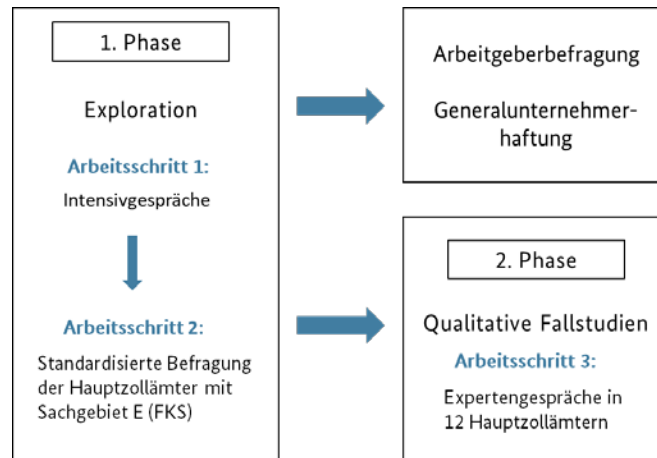 1. Phase
Exploration
Arbeitsschritt 1:
Intensivgespräche
Arbeitsschritt 2:
Standardisierte Befragung
der Hauptzollämter mit
Sachgebiet E (FKS)
Arbeitgeberbefragung
Generalunternehmer-
haftung
2. Phase
Qualitative Fallstudien
Arbeitsschritt 3:
Expertengespräche in
12 Hauptzollämtern